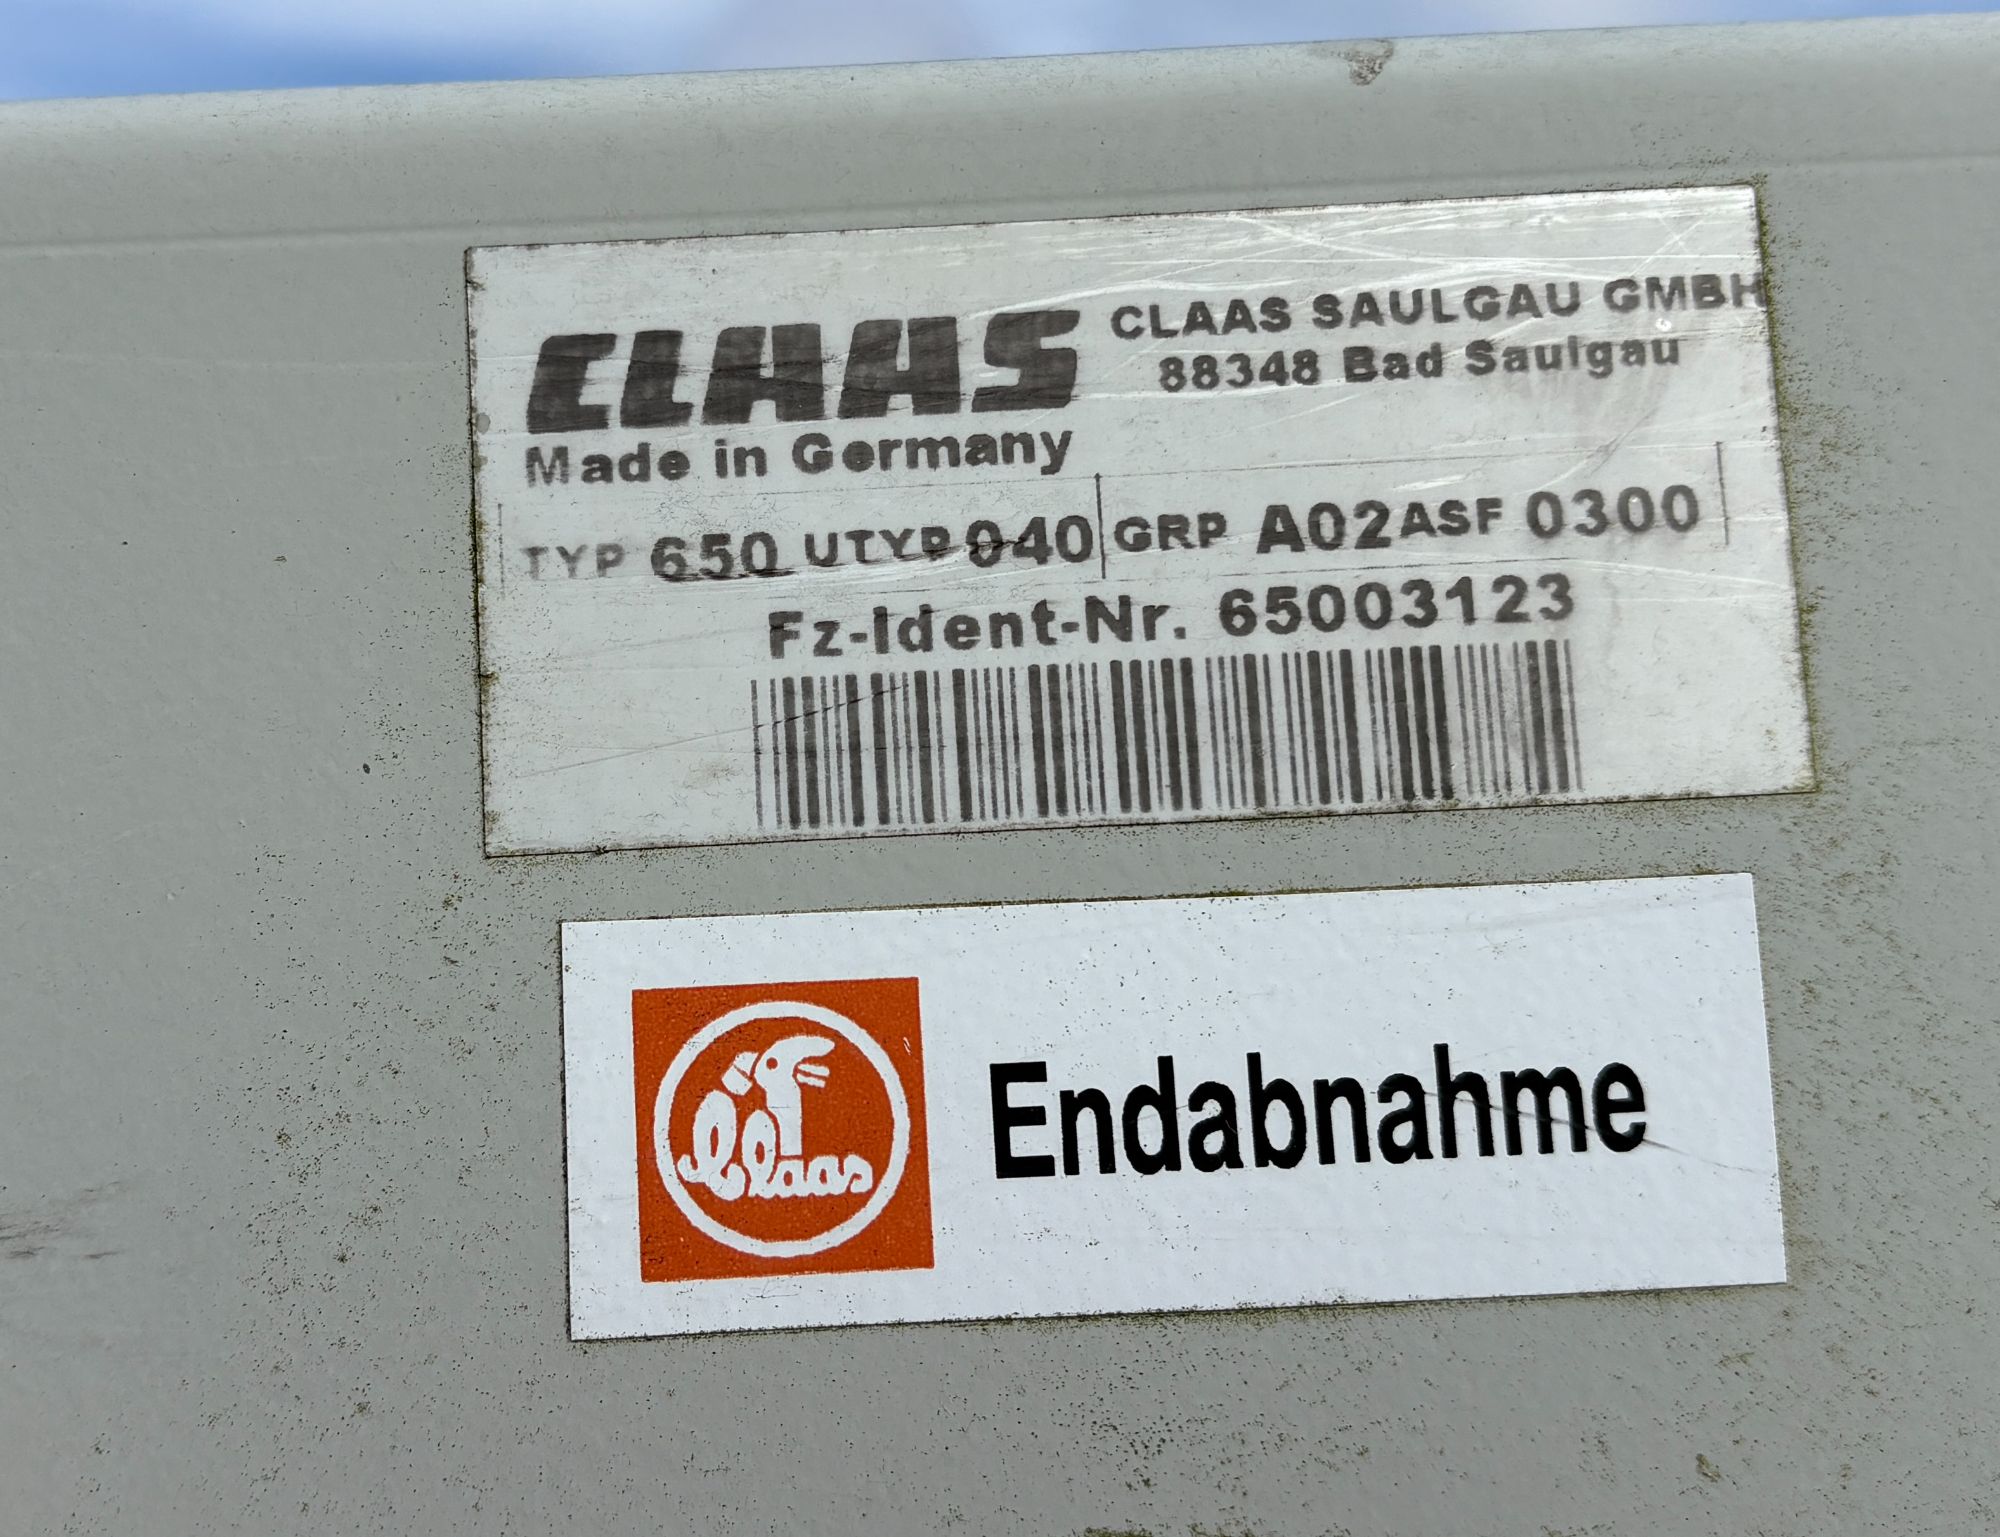 CLAAS
CLAAS SAULGAU GMBH
88348 Bad Saulgau
Made in Germany
TYP 650 UTYP 040 GRP A02 ASF 0300
Fz-Ident-Nr. 65003123
Claas
Endabnahme